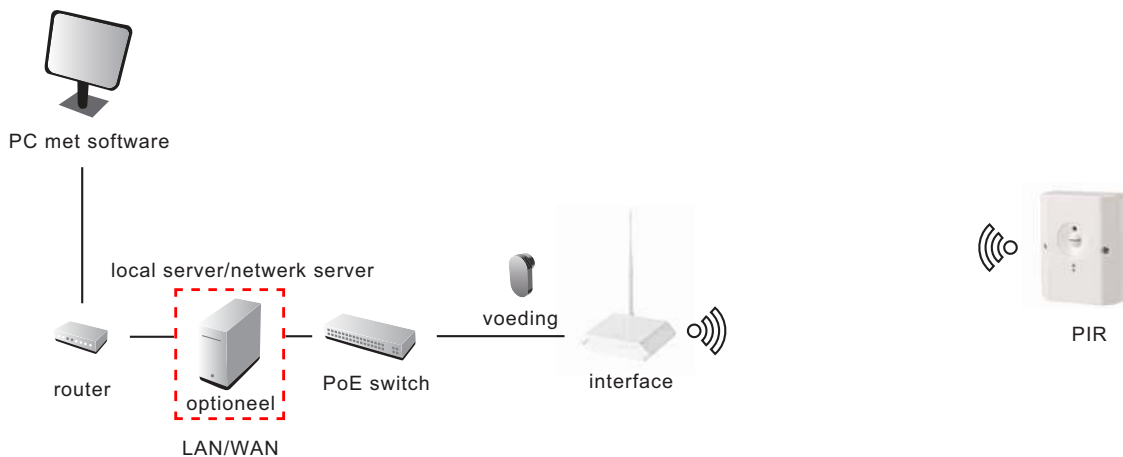 PC met software
local server/netwerk server
voeding
PIR
router
optioneel
PoE switch
interface
LAN/WAN